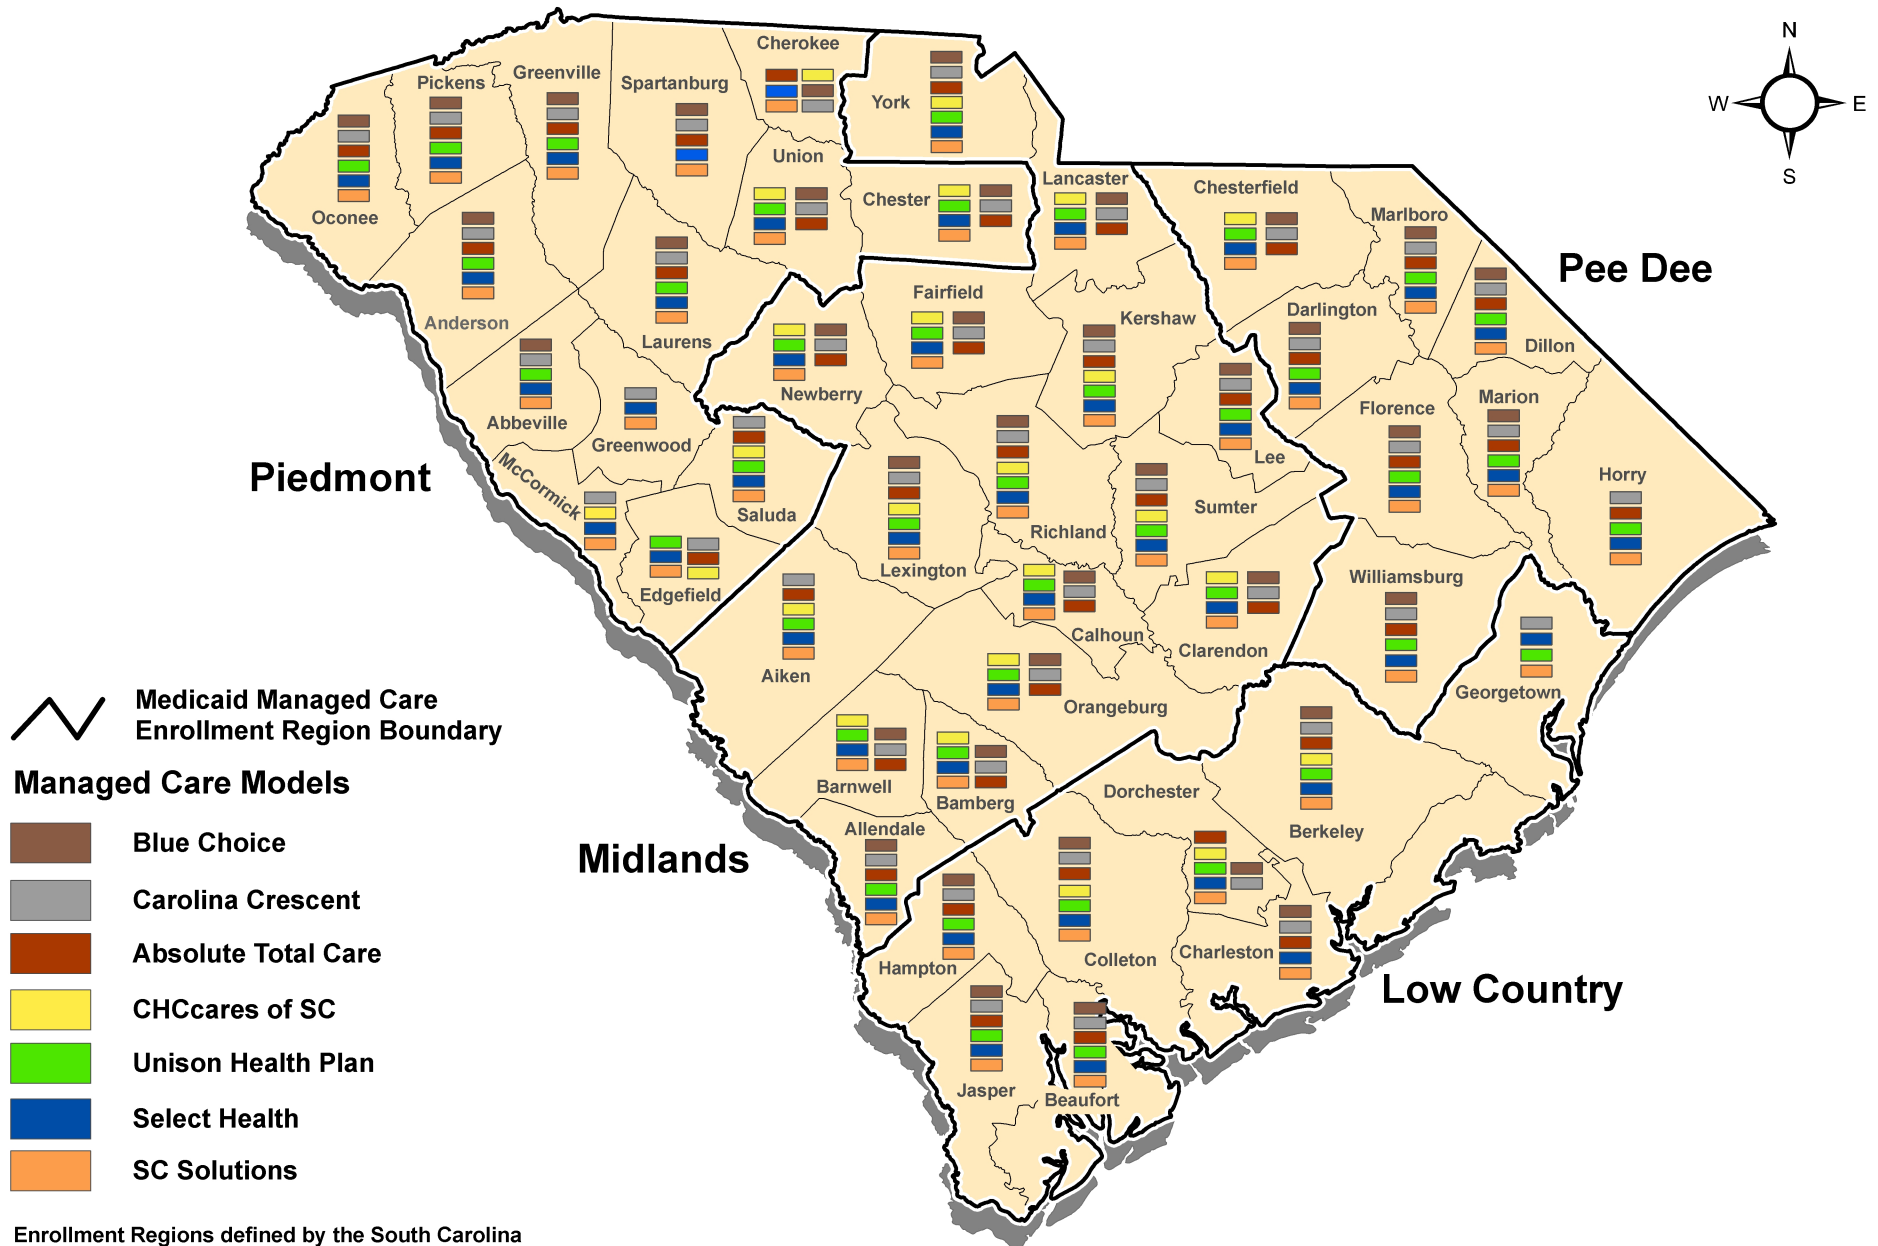 N
W
E
S
Cherokee
Pickens
Greenville
Spartanburg
York
Oconee
Union
Chester
Lancaster
Chesterfield
Marlboro
Pee Dee
Anderson
Laurens
Fairfield
Kershaw
Darlington
Dillon
Newberry
Abbeville
Greenwood
Florence
Marion
Lee
Horry
Piedmont
McCormick
Saluda
Richland
Sumter
Lexington
Edgefield
Williamsburg
Calhoun
Clarendon
Aiken
Orangeburg
Georgetown
Barnwell
Bamberg
Dorchester
Berkeley
Allendale
Midlands
Hampton
Colleton
Charleston
Low Country
Jasper
Beaufort
Medicaid Managed Care
Enrollment Region Boundary
Managed Care Models
Blue Choice
Carolina Crescent
Absolute Total Care
CHCcares of SC
Unison Health Plan
Select Health
SC Solutions
Enrollment Regions defined by the South Carolina